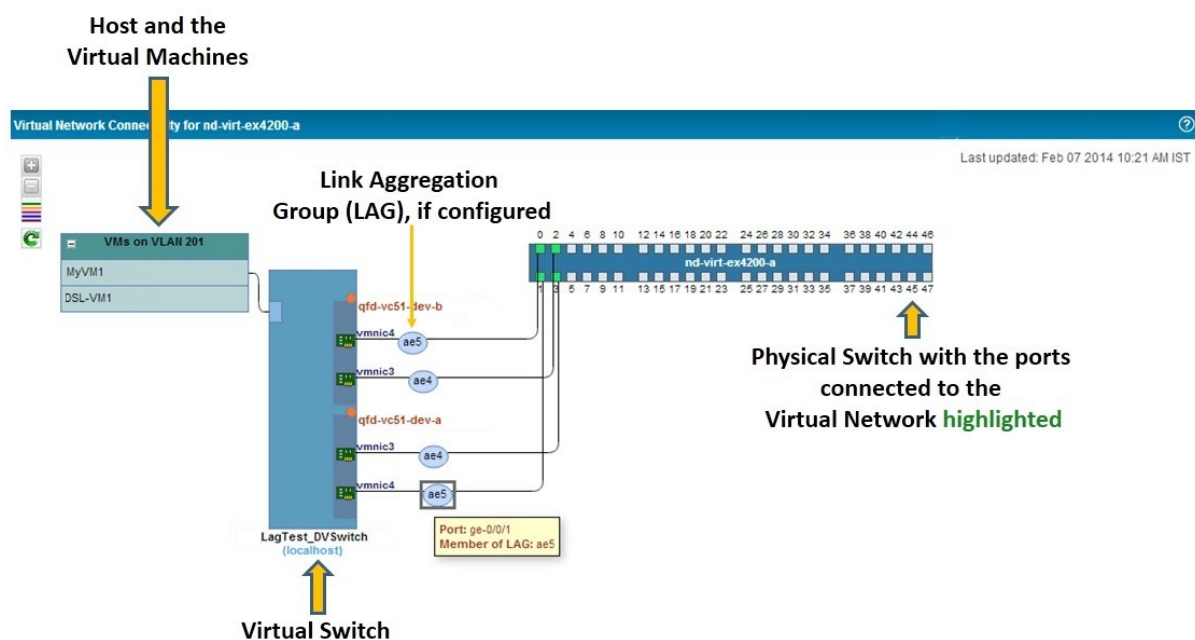 Host and the
Virtual Machines
Virtual Network Connectivity for nd-virt-ex4200-a
Last updated: Feb 07 2014 10:21 AM IST
Link Aggregation
Group (LAG), if configured
VMs on VLAN 201
MyVM1
DSL-VM1
0 2 4 6 8 10 12 14 16 18 20 22 24 26 28 30 32 34 36 38 40 42 44 46
nd-virt-ex4200-a
1 3 5 7 9 11 13 15 17 19 21 23 25 27 29 31 33 35 37 39 41 43 45 47
qfd-vc51-dev-b
vmnic4
ae5
vmnic3
ae4
qfd-vc51-dev-a
vmnic3
ae4
vmnic4
ae5
Physical Switch with the ports
connected to the
Virtual Network highlighted
Port: ge-0/0/1
Member of LAG: ae5
LagTest_DVSwitch
(localhost)
Virtual Switch